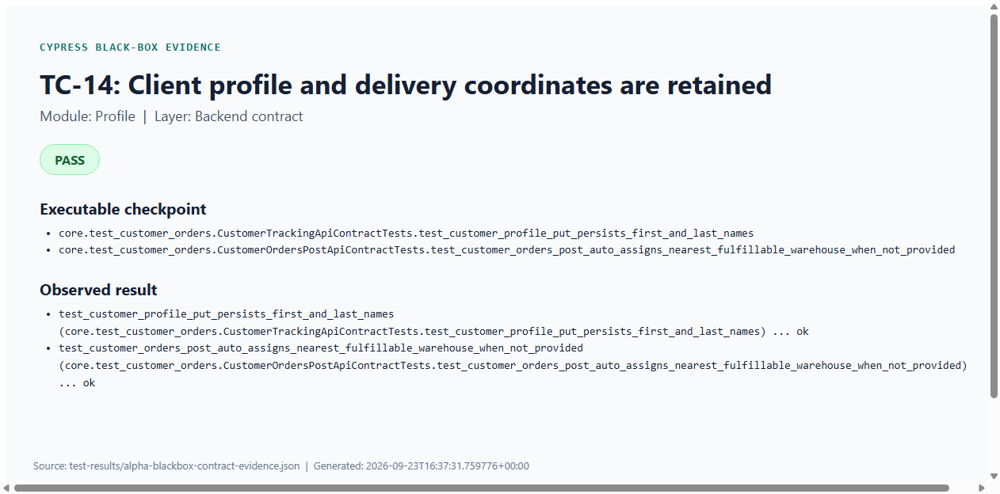 CYPRESS BLACK-BOX EVIDENCE
TC-14: Client profile and delivery coordinates are retained
Module: Profile | Layer: Backend contract
PASS
Executable checkpoint
• core.test_customer_orders.CustomerTrackingApiContractTests.test_customer_profile_put_persists_first_and_last_names
• core.test_customer_orders.CustomerOrdersPostApiContractTests.test_customer_orders_post_auto_assigns_nearest_fulfillable_warehouse_when_not_provided
Observed result
• test_customer_profile_put_persists_first_and_last_names
(core.test_customer_orders.CustomerTrackingApiContractTests.test_customer_profile_put_persists_first_and_last_names) ... ok
• test_customer_orders_post_auto_assigns_nearest_fulfillable_warehouse_when_not_provided
(core.test_customer_orders.CustomerOrdersPostApiContractTests.test_customer_orders_post_auto_assigns_nearest_fulfillable_warehouse_when_not_provided)
... ok
Source: test-results/alpha-blackbox-contract-evidence.json | Generated: 2026-09-23T16:37:31.759776+00:00